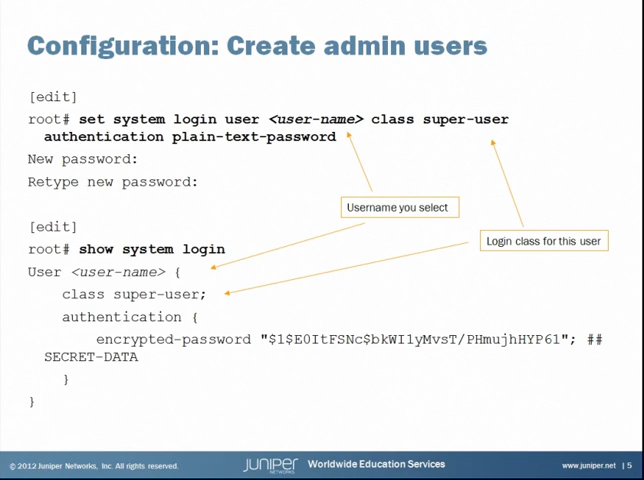 Configuration: Create admin users
[edit]
root# set system login user <user-name> class super-user
authentication plain-text-password
New password:
Retype new password:
Username you select
[edit]
Login class for this user
root# show system login
User <user-name> {
class super-user;
authentication {
encrypted-password "$1$E0ItFSNc$bkWI1yMvsT/PHmujhHYP61"; ##
SECRET-DATA
}
}
© 2012 Juniper Networks, Inc. All rights reserved.
JUNIPER NETWORKS
Worldwide Education Services
www.juniper.net | 5